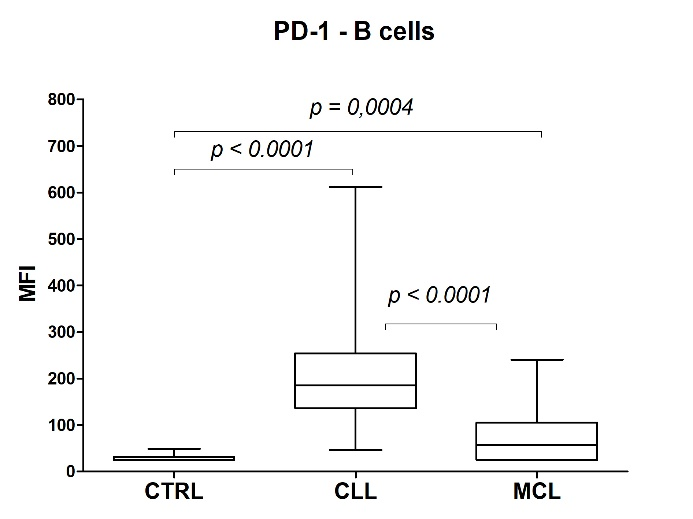 PD-1 - B cells
800
p = 0,0004
700
p < 0.0001
600
500
400
MFI
p < 0.0001
300
200
100
0
CTRL CLL MCL